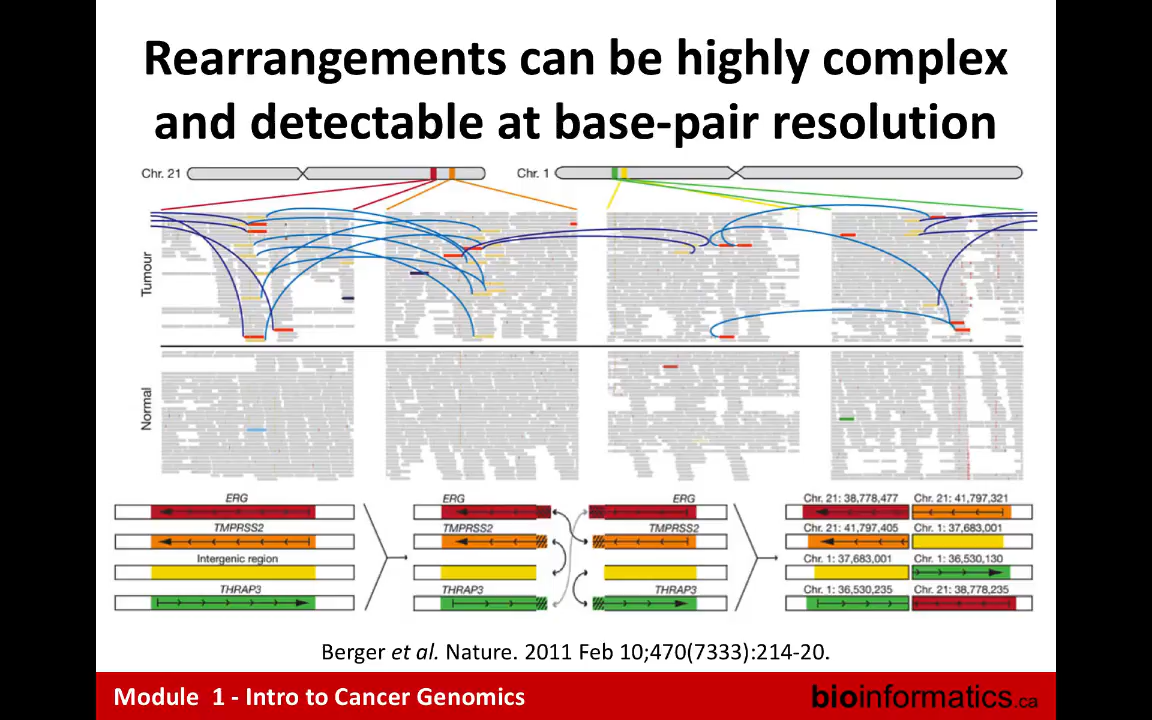 Rearrangements can be highly complex
and detectable at base-pair resolution
Chr. 21
Chr. 1
Tumour
Normal
ERG
TMPRSS2
Intergenic region
THRAP3
ERG
TMPRSS2
THRAP3
ERG
TMPRSS2
THRAP3
Chr. 21: 38,778,477 Chr. 21: 41,797,321
Chr. 21: 41,797,405 Chr. 1: 37,683,001
Chr. 1: 37,683,001 Chr. 1: 36,530,130
Chr. 1: 36,530,235 Chr. 21: 38,778,235
Berger et al. Nature. 2011 Feb 10;470(7333):214-20.
Module 1 - Intro to Cancer Genomics
bioinformatics.ca